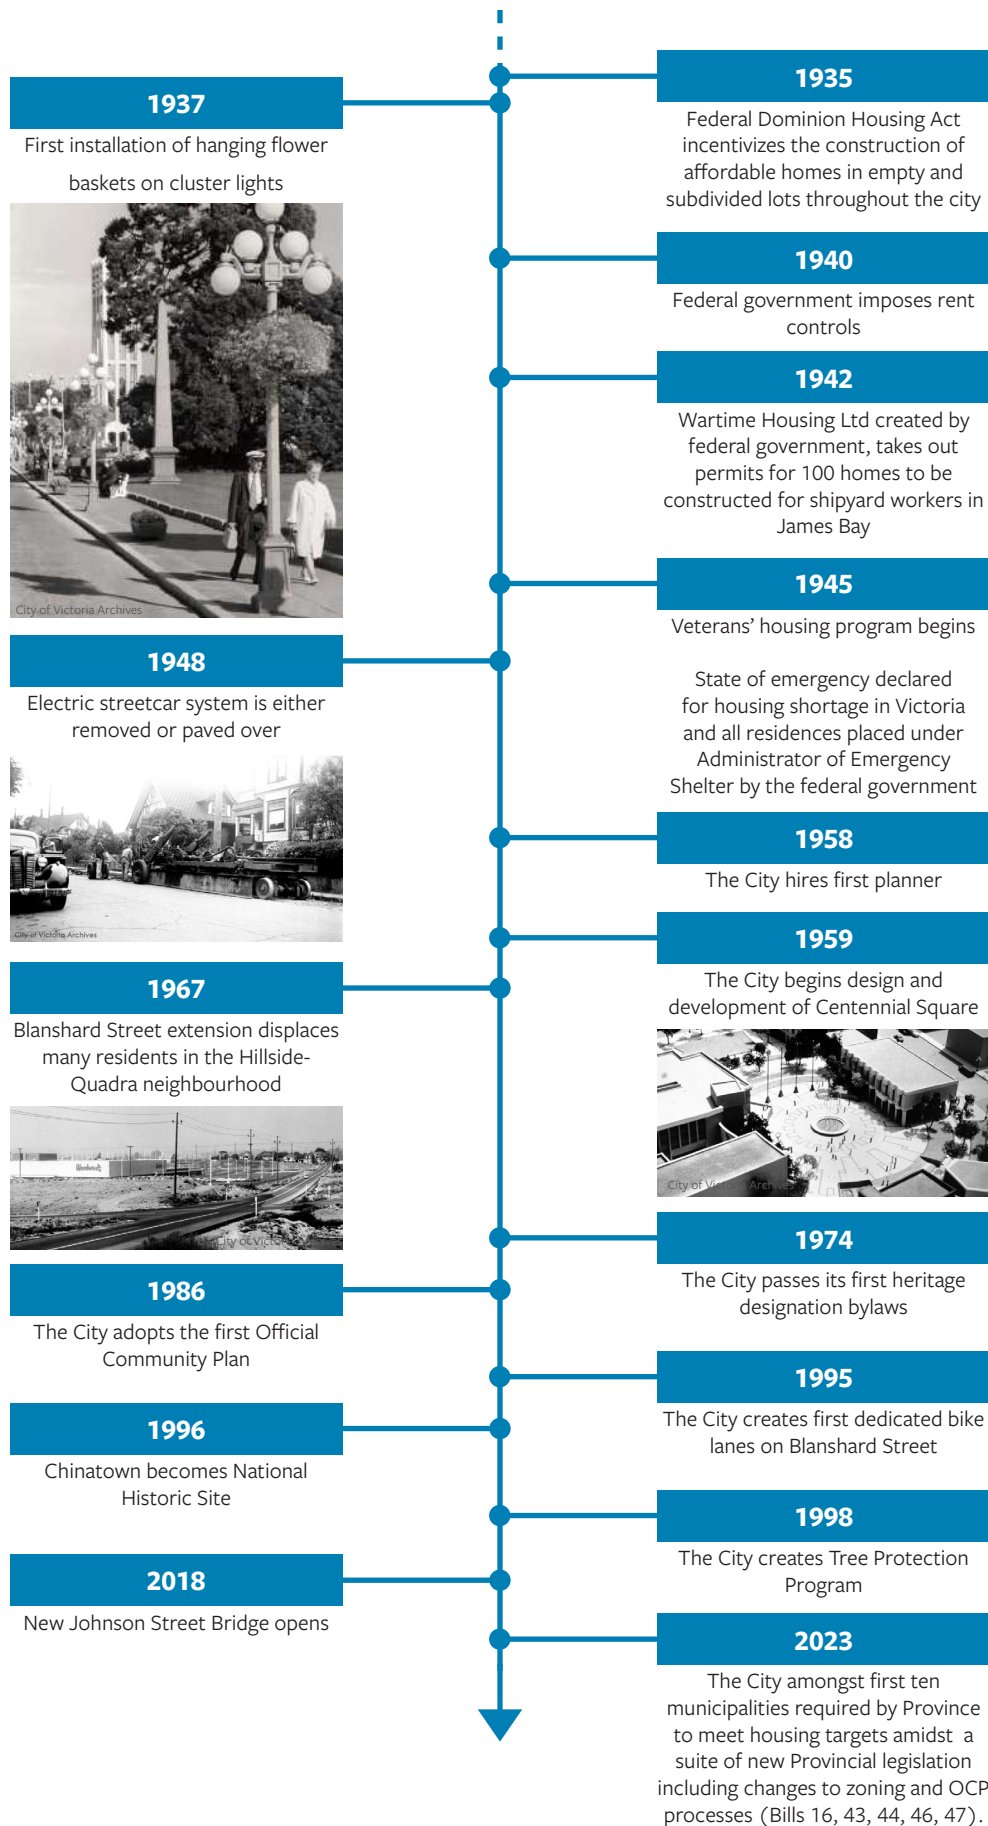 1935
Federal Dominion Housing Act
incentivizes the construction of
affordable homes in empty and
subdivided lots throughout the city
1937
First installation of hanging flower
baskets on cluster lights
City of Victoria Archives
1940
Federal government imposes rent
controls
1942
Wartime Housing Ltd created by
federal government, takes out
permits for 100 homes to be
constructed for shipyard workers in
James Bay
1945
Veterans’ housing program begins
State of emergency declared
for housing shortage in Victoria
and all residences placed under
Administrator of Emergency
Shelter by the federal government
1948
Electric streetcar system is either
removed or paved over
City of Victoria Archives
1958
The City hires first planner
1959
The City begins design and
development of Centennial Square
City of Victoria Archives
1967
Blanshard Street extension displaces
many residents in the Hillside-
Quadra neighbourhood
Woodward's
City of Victoria
1974
The City passes its first heritage
designation bylaws
1986
The City adopts the first Official
Community Plan
1995
The City creates first dedicated bike
lanes on Blanshard Street
1996
Chinatown becomes National
Historic Site
1998
The City creates Tree Protection
Program
2018
New Johnson Street Bridge opens
2023
The City amongst first ten
municipalities required by Province
to meet housing targets amidst a
suite of new Provincial legislation
including changes to zoning and OCP
processes (Bills 16, 43, 44, 46, 47).